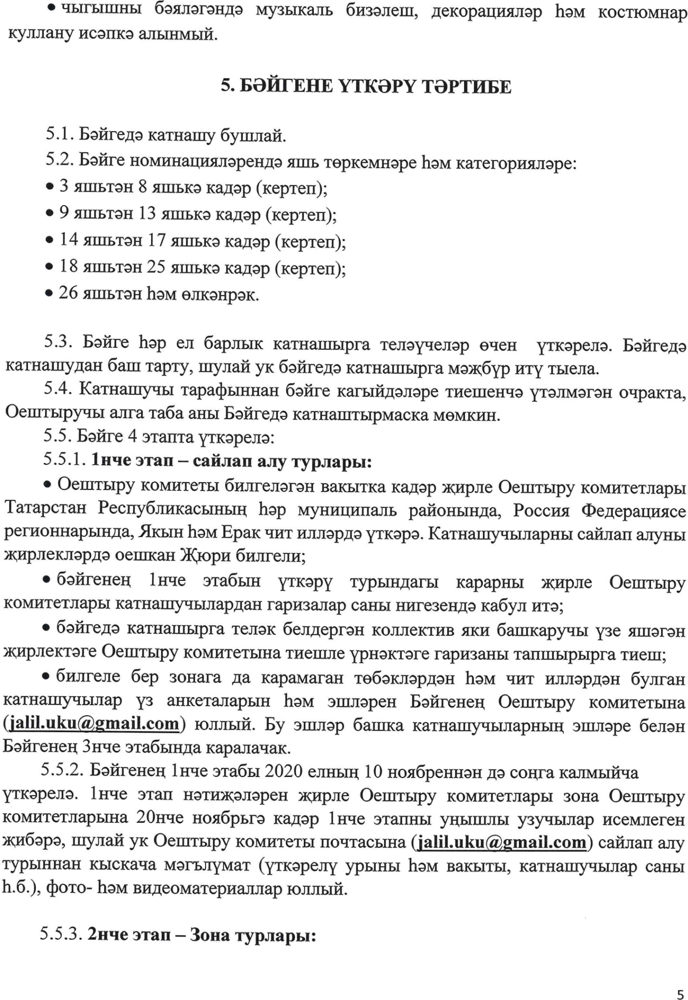 • чыгышны бәяләгәндә музыкаль бизәлеш, декорацияләр һәм костюмнар
куллану исәпкә алынмый.
5. БӘЙГЕНЕ ҮТКӘРҮ ТӘРТИБЕ
5.1. Бәйгедә катнашу бушлай.
5.2. Бәйге номинацияләрендә яшь төркемнәре һәм категорияләре:
• 3 яшьтән 8 яшькә кадәр (кертеп);
• 9 яшьтән 13 яшькә кадәр (кертеп);
• 14 яшьтән 17 яшькә кадәр (кертеп);
• 18 яшьтән 25 яшькә кадәр (кертеп);
• 26 яшьтән һәм өлкәнрәк.
5.3. Бәйге һәр ел барлык катнашырга теләүчеләр өчен үткәрелә. Бәйгедә
катнашудан баш тарту, шулай ук бәйгедә катнашырга мәҗбүр итү тыела.
5.4. Катнашучы тарафыннан бәйге кагыйдәләре тиешенчә үтәлмәгән очракта,
Оештыручы алга таба аны Бәйгедә катнаштырмаска мөмкин.
5.5. Бәйге 4 этапта үткәрелә:
5.5.1. 1нче этап – сайлап алу турлары:
• Оештыру комитеты билгеләгән вакытка кадәр җирле Оештыру комитетлары
Татарстан Республикасының һәр муниципаль районында, Россия Федерациясе
регионнарында, Якын һәм Ерак чит илләрдә үткәрә. Катнашучыларны сайлап алуны
җирлекләрдә оешкан Җюри билгели;
• бәйгенең 1нче этабын үткәрү турындагы карарны җирле Оештыру
комитетлары катнашучылардан гаризалар саны нигезендә кабул итә;
• бәйгедә катнашырга теләк белдергән коллектив яки башкаручы үзе яшәгән
җирлектәге Оештыру комитетына тиешле үрнәктәге гаризаны тапшырырга тиеш;
• билгеле бер зонага да карамаган төбәкләрдән һәм чит илләрдән булган
катнашучылар үз анкеталарын һәм эшләрен Бәйгенең Оештыру комитетына
(jalil.uku@gmail.com) юллый. Бу эшләр башка катнашучыларның эшләре белән
Бәйгенең 3нче этабында каралачак.
5.5.2. Бәйгенең 1нче этабы 2020 елның 10 ноябреннән дә соңга калмыйча
үткәрелә. 1нче этап нәтиҗәләрен җирле Оештыру комитетлары зона Оештыру
комитетларына 20нче ноябрьгә кадәр 1нче этапны уңышлы узучылар исемлеген
җибәрә, шулай ук Оештыру комитеты почтасына (jalil.uku@gmail.com) сайлап алу
турыннан кыскача мәгълүмат (үткәрелү урыны һәм вакыты, катнашучылар саны
һ.б.), фото- һәм видеоматериаллар юллый.
5.5.3. 2нче этап – Зона турлары:
5